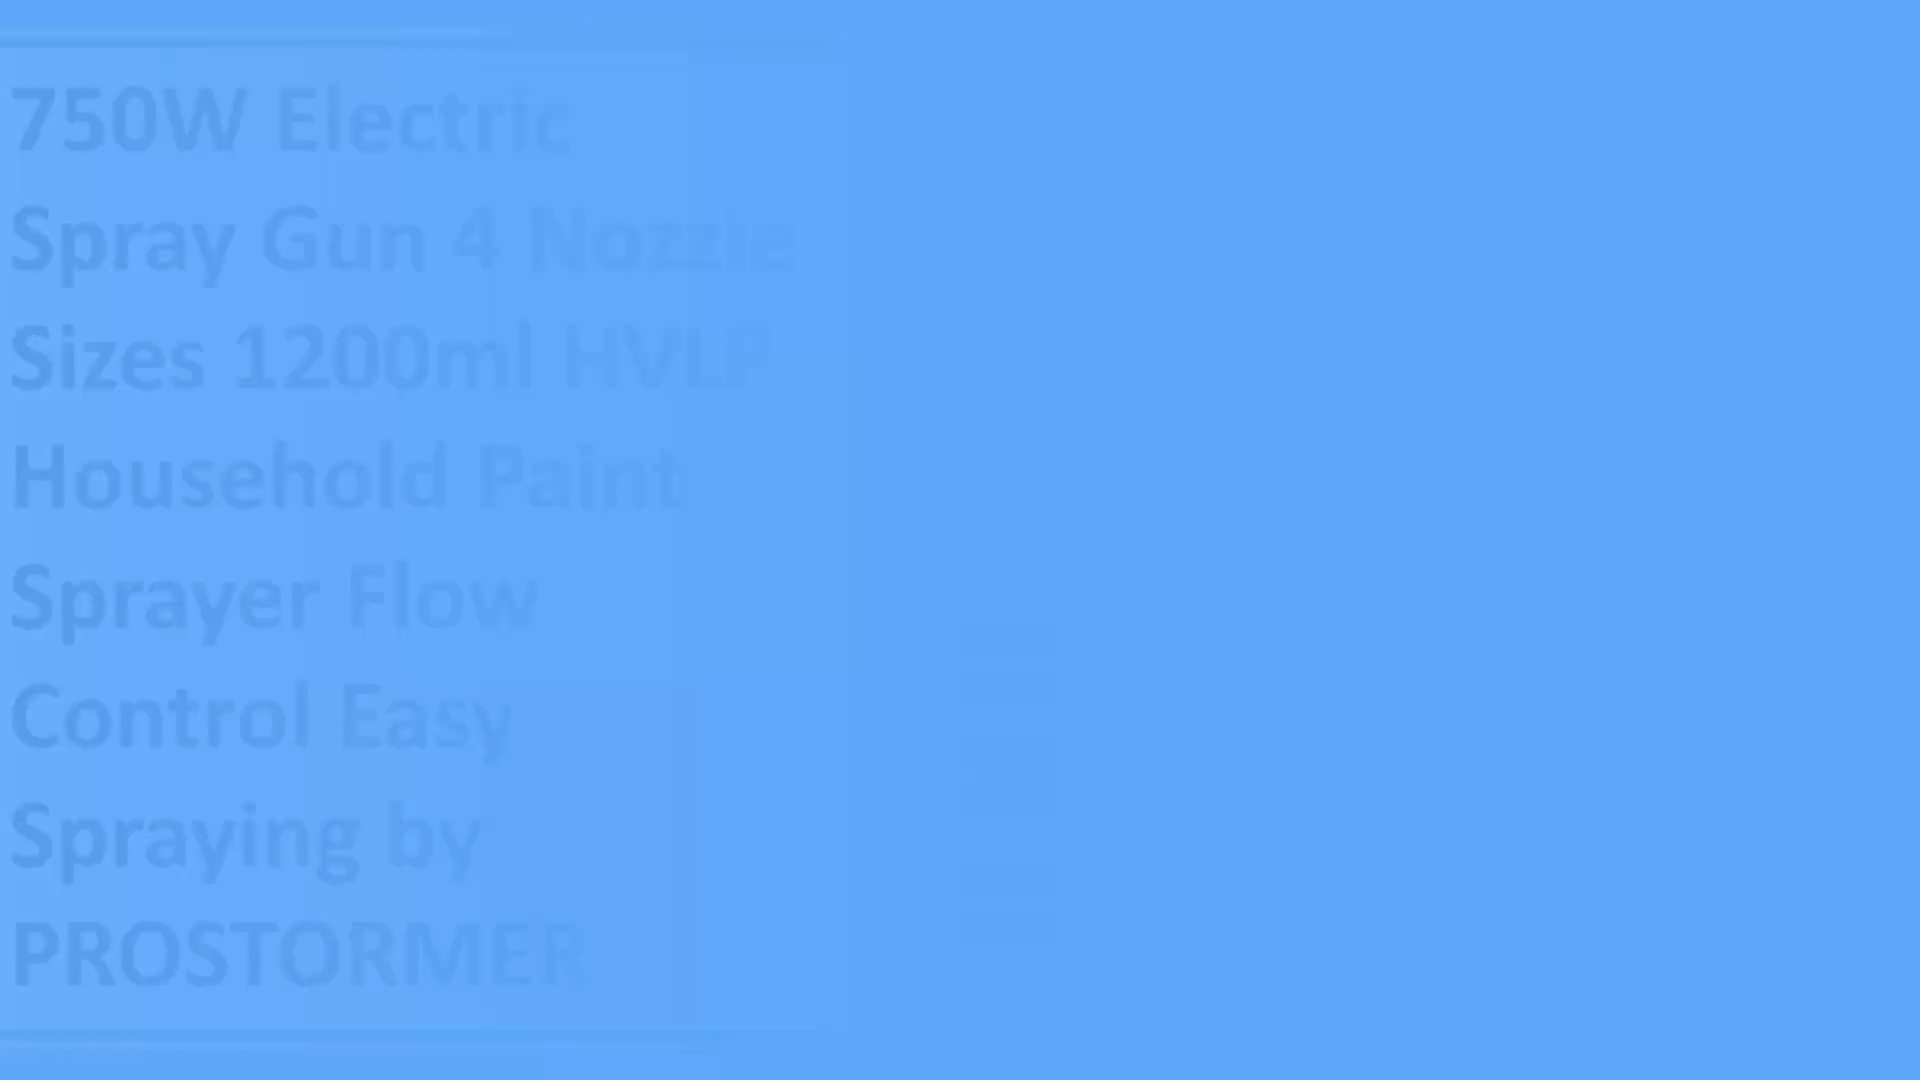 750W Electric
Spray Gun 4 Nozzle
Sizes 1200ml HVLP
Household Paint
Sprayer Flow
Control Easy
Spraying by
PROSTORMER